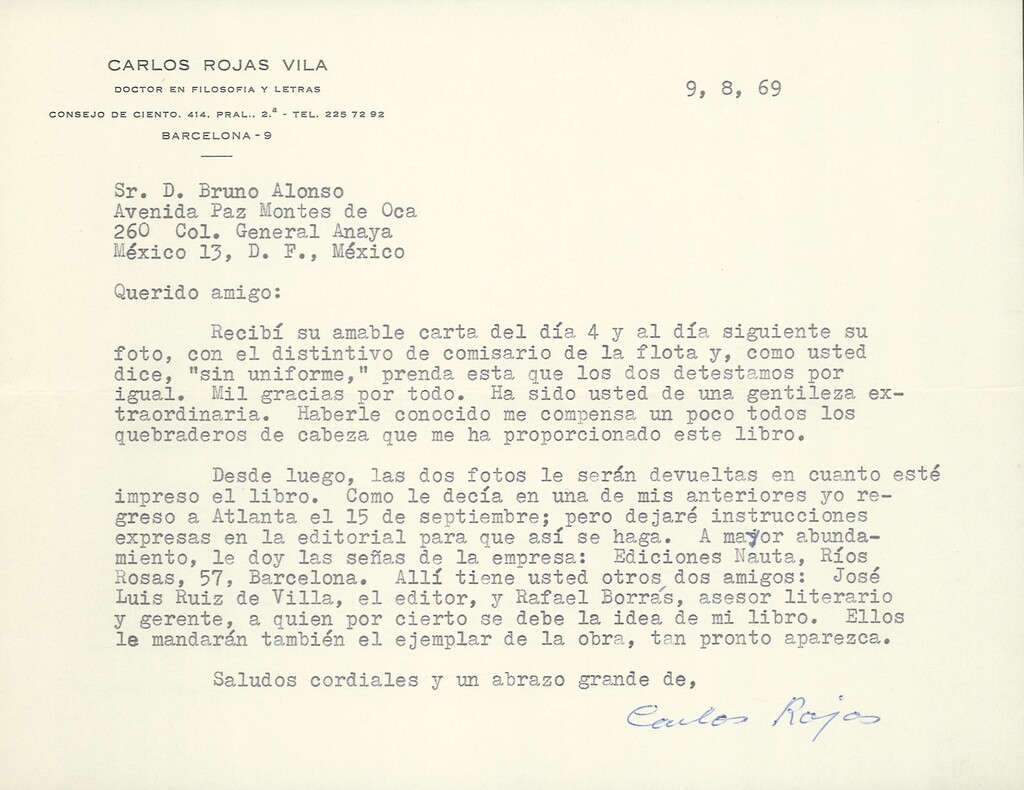 CARLOS ROJAS VILA
DOCTOR EN FILOSOFIA Y LETRAS
CONSEJO DE CIENTO, 414, PRAL., 2.ª - TEL. 225 72 92
BARCELONA - 9
9, 8, 69
Sr. D. Bruno Alonso
Avenida Paz Montes de Oca
260 Col. General Anaya
México 13, D. F., México
Querido amigo:
Recibí su amable carta del día 4 y al día siguiente su
foto, con el distintivo de comisario de la flota y, como usted
dice, "sin uniforme," prenda esta que los dos detestamos por
igual. Mil gracias por todo. Ha sido usted de una gentileza ex-
traordinaria. Haberle conocido me compensa un poco todos los
quebraderos de cabeza que me ha proporcionado este libro.
Desde luego, las dos fotos le serán devueltas en cuanto esté
impreso el libro. Como le decía en una de mis anteriores yo re-
greso a Atlanta el 15 de septiembre; pero dejaré instrucciones
expresas en la editorial para que así se haga. A mayor abunda-
miento, le doy las señas de la empresa: Ediciones Nauta, Ríos
Rosas, 57, Barcelona. Allí tiene usted otros dos amigos: José
Luis Ruiz de Villa, el editor, y Rafael Borrás, asesor literario
y gerente, a quien por cierto se debe la idea de mi libro. Ellos
le mandarán también el ejemplar de la obra, tan pronto aparezca.
Saludos cordiales y un abrazo grande de,
Carlos Rojas